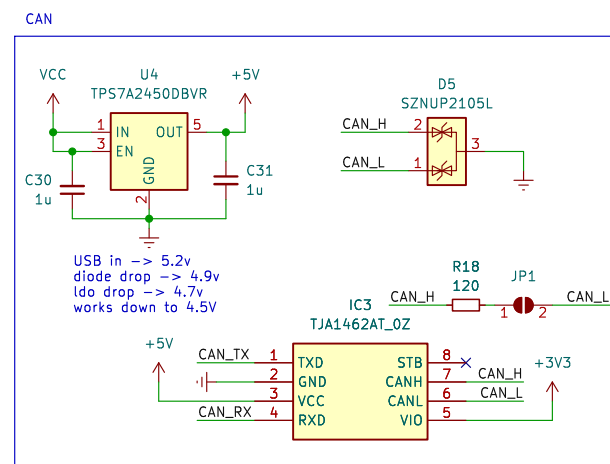 CAN
VCC
U4
TPS7A2450DBVR
+5V
1 IN OUT 5
3 EN
GND
2
C30
1u
C31
1u
USB in -> 5.2v
diode drop -> 4.9v
ldo drop -> 4.7v
works down to 4.5V
D5
SZNUP2105L
CAN_H 2
3
CAN_L 1
R18
120
JP1
CAN_H
1 2
CAN_L
IC3
TJA1462AT_0Z
+5V
+3V3
CAN_TX 1 TXD STB 8
2 GND CANH 7 CAN_H
3 VCC CANL 6 CAN_L
CAN_RX 4 RXD VIO 5